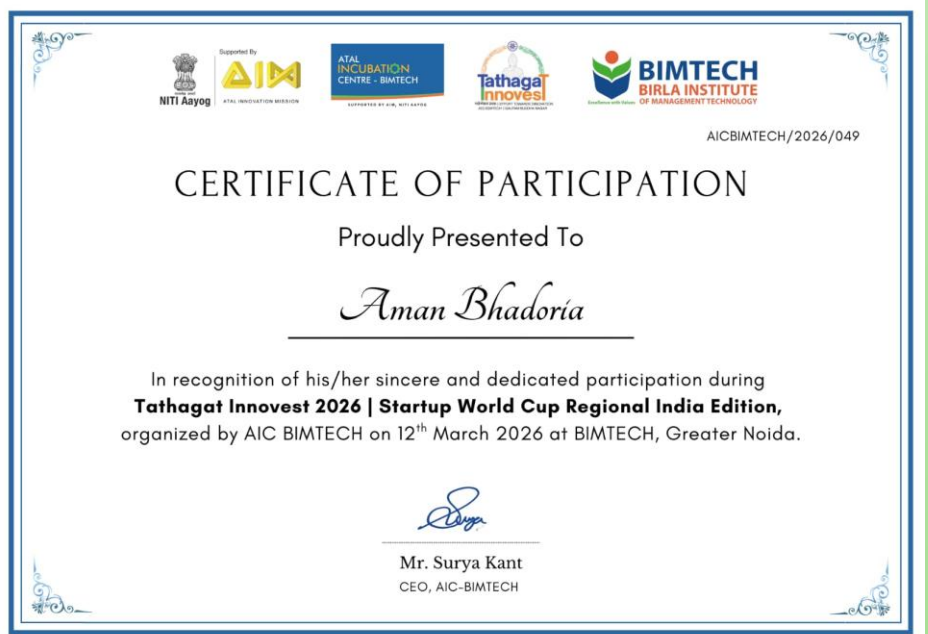 Supported By
NITI Aayog
AIM
ATAL INNOVATION MISSION
ATAL
INCUBATION
CENTRE - BIMTECH
SUPPORTED BY AIM, NITI AAYOG
Tathagat
Innovest
BIMTECH
BIRLA INSTITUTE
OF MANAGEMENT TECHNOLOGY
Excellence with Values
AICBIMTECH/2026/049
CERTIFICATE OF PARTICIPATION
Proudly Presented To
Aman Bhadoria
In recognition of his/her sincere and dedicated participation during
Tathagat Innovest 2026 | Startup World Cup Regional India Edition,
organized by AIC BIMTECH on 12th March 2026 at BIMTECH, Greater Noida.
Surya
Mr. Surya Kant
CEO, AIC-BIMTECH